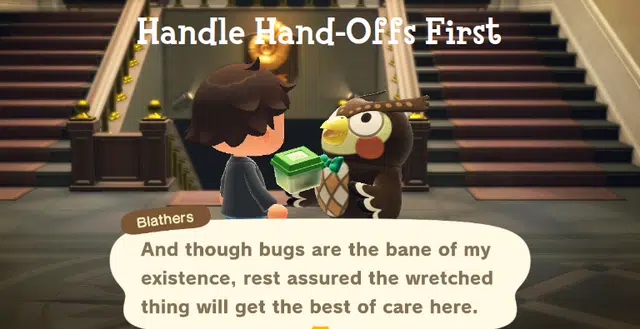 Handle Hand-Offs First
Blathers
And though bugs are the bane of my
existence, rest assured the wretched
thing will get the best of care here.